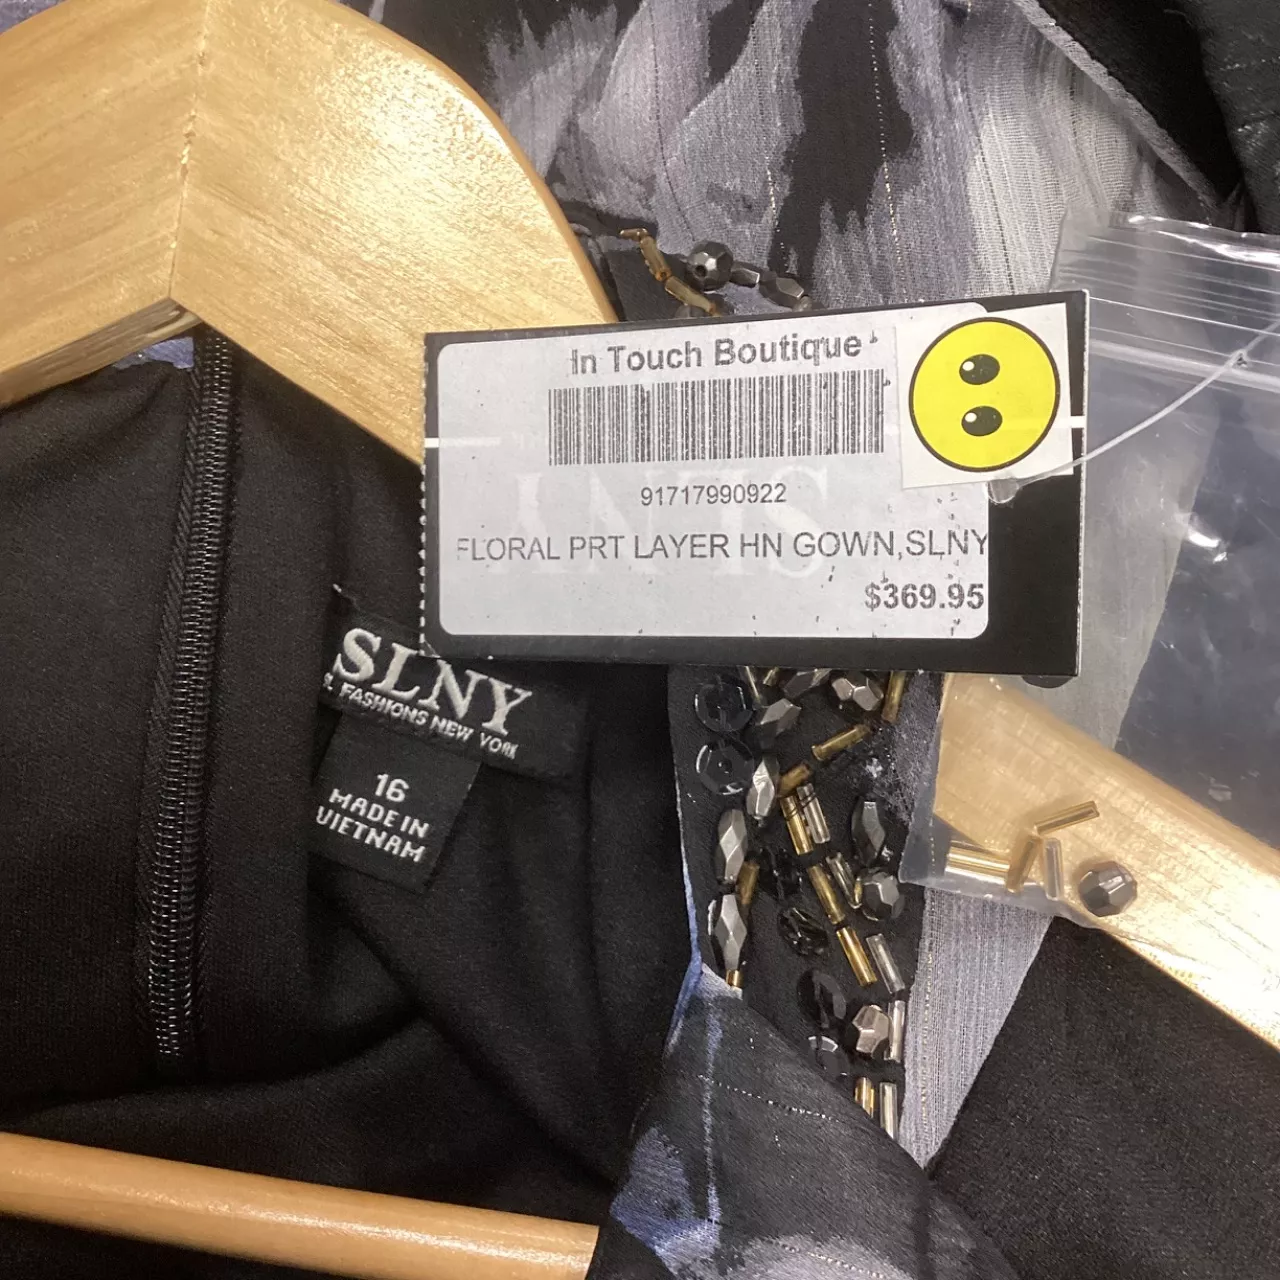 In Touch Boutique
91717990922
FLORAL PRT LAYER HN GOWN,SLNY
$369.95
SLNY
SLNY
FASHIONS NEW YORK
16
MADE IN
VIETNAM